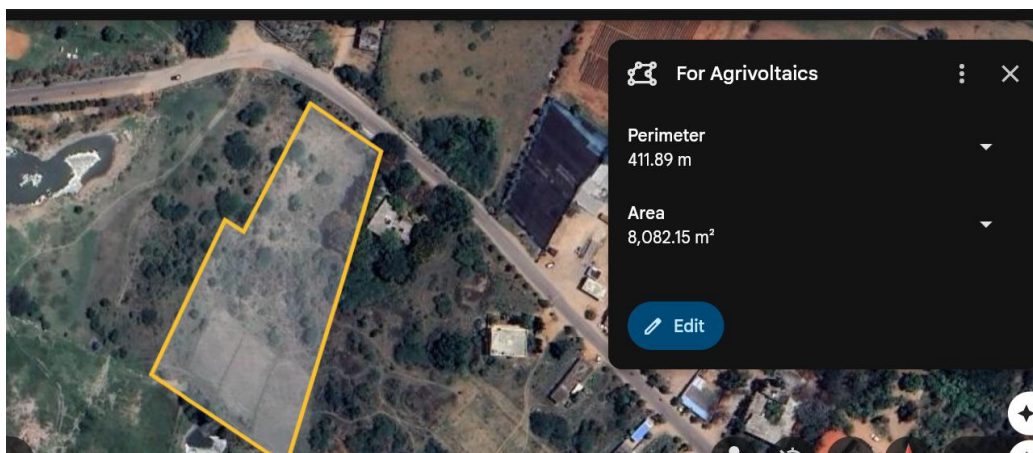 For Agrivoltaics
Perimeter
411.89 m
Area
8,082.15 m²
Edit